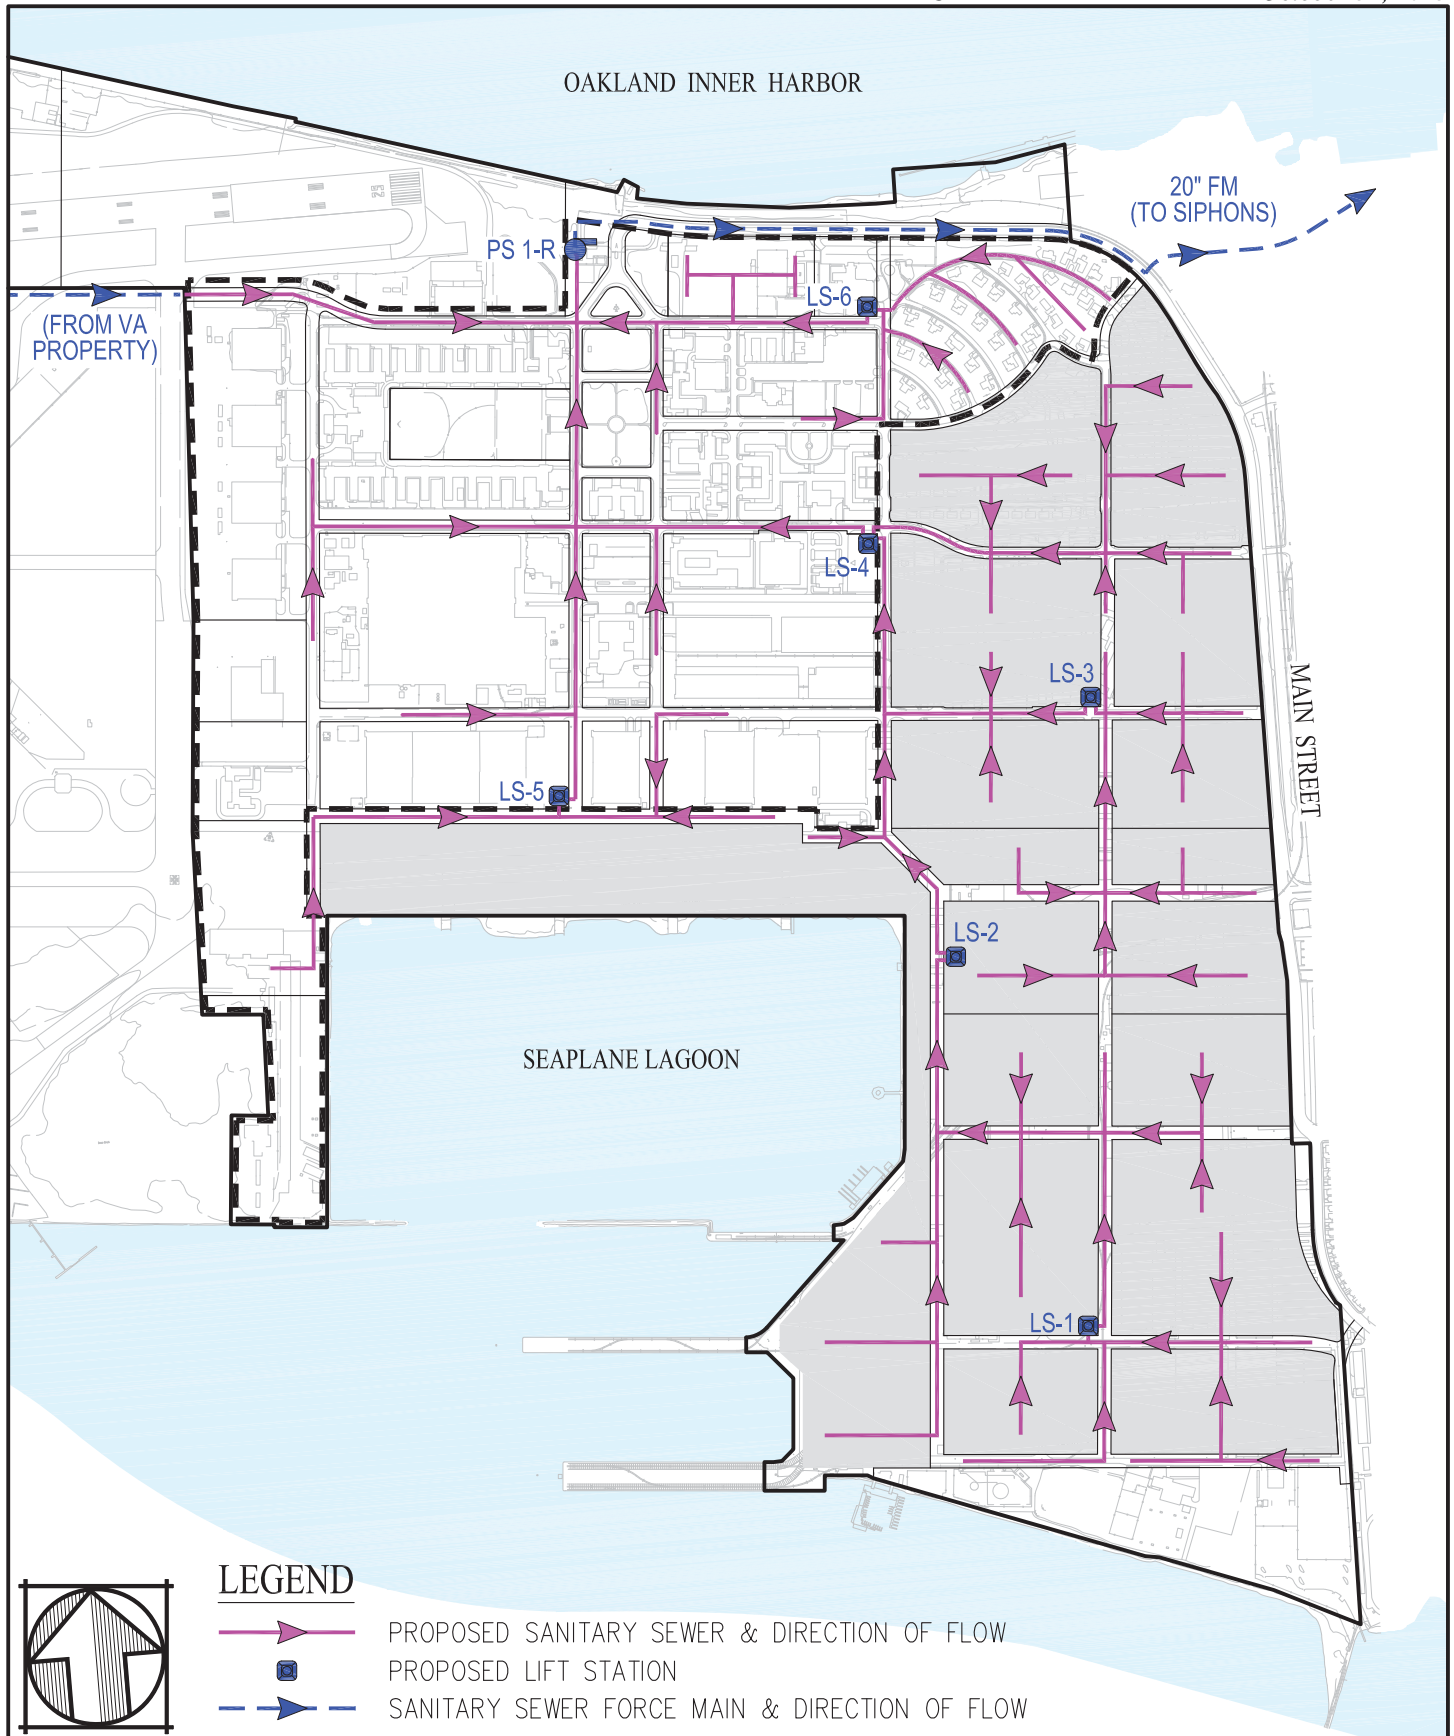 OAKLAND INNER HARBOR
20" FM
(TO SIPHONS)
PS 1-R
LS-6
(FROM VA
PROPERTY)
LS-4
LS-3
MAIN STREET
LS-5
LS-2
SEAPLANE LAGOON
LS-1
LEGEND
PROPOSED SANITARY SEWER & DIRECTION OF FLOW
PROPOSED LIFT STATION
SANITARY SEWER FORCE MAIN & DIRECTION OF FLOW